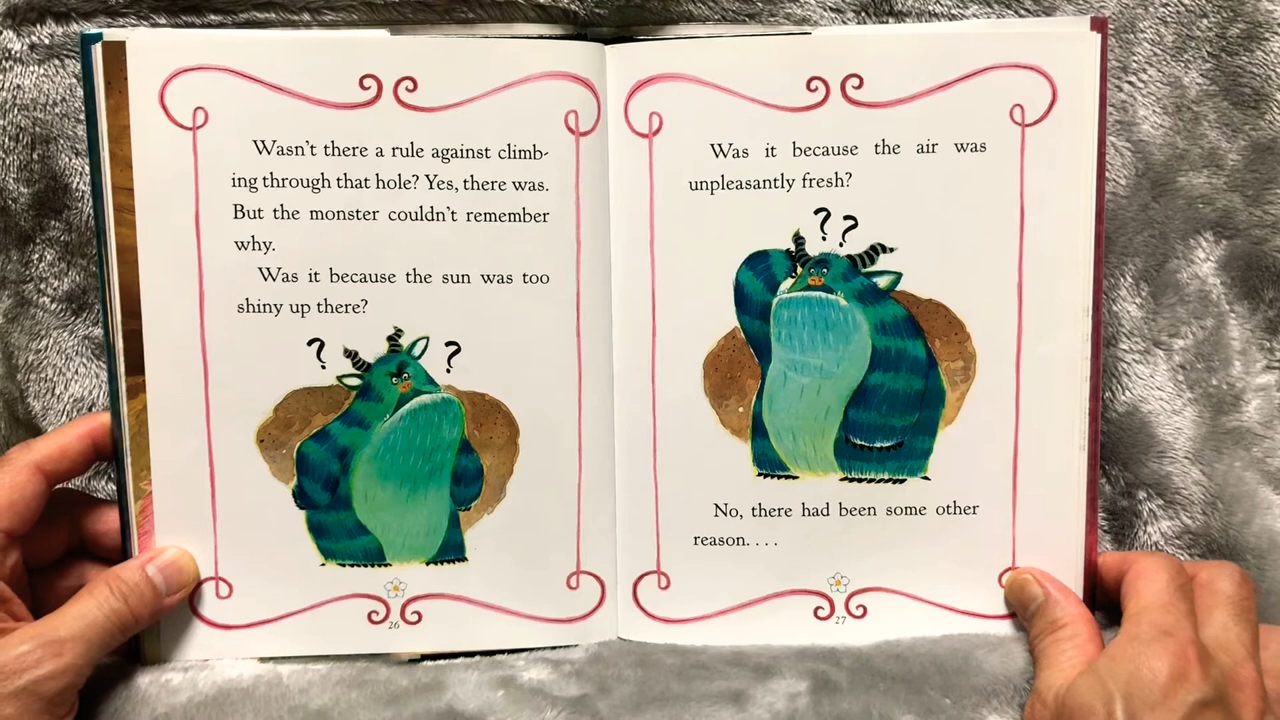 Wasn't there a rule against climb-
ing through that hole? Yes, there was.
But the monster couldn't remember
why.
Was it because the sun was too
shiny up there?
? ?
26
Was it because the air was
unpleasantly fresh?
? ?
No, there had been some other
reason. . . .
27